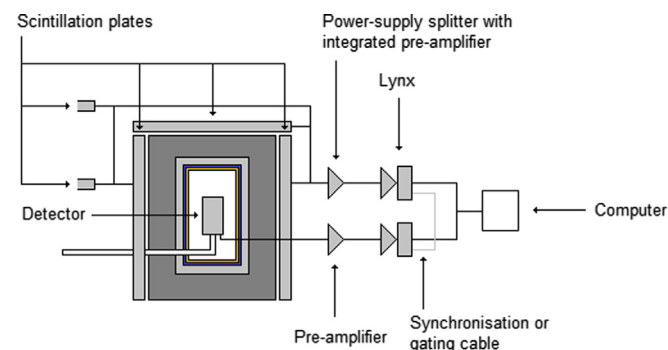 Scintillation plates
Power-supply splitter with
integrated pre-amplifier
Lynx
Detector
Computer
Pre-amplifier
Synchronisation or
gating cable